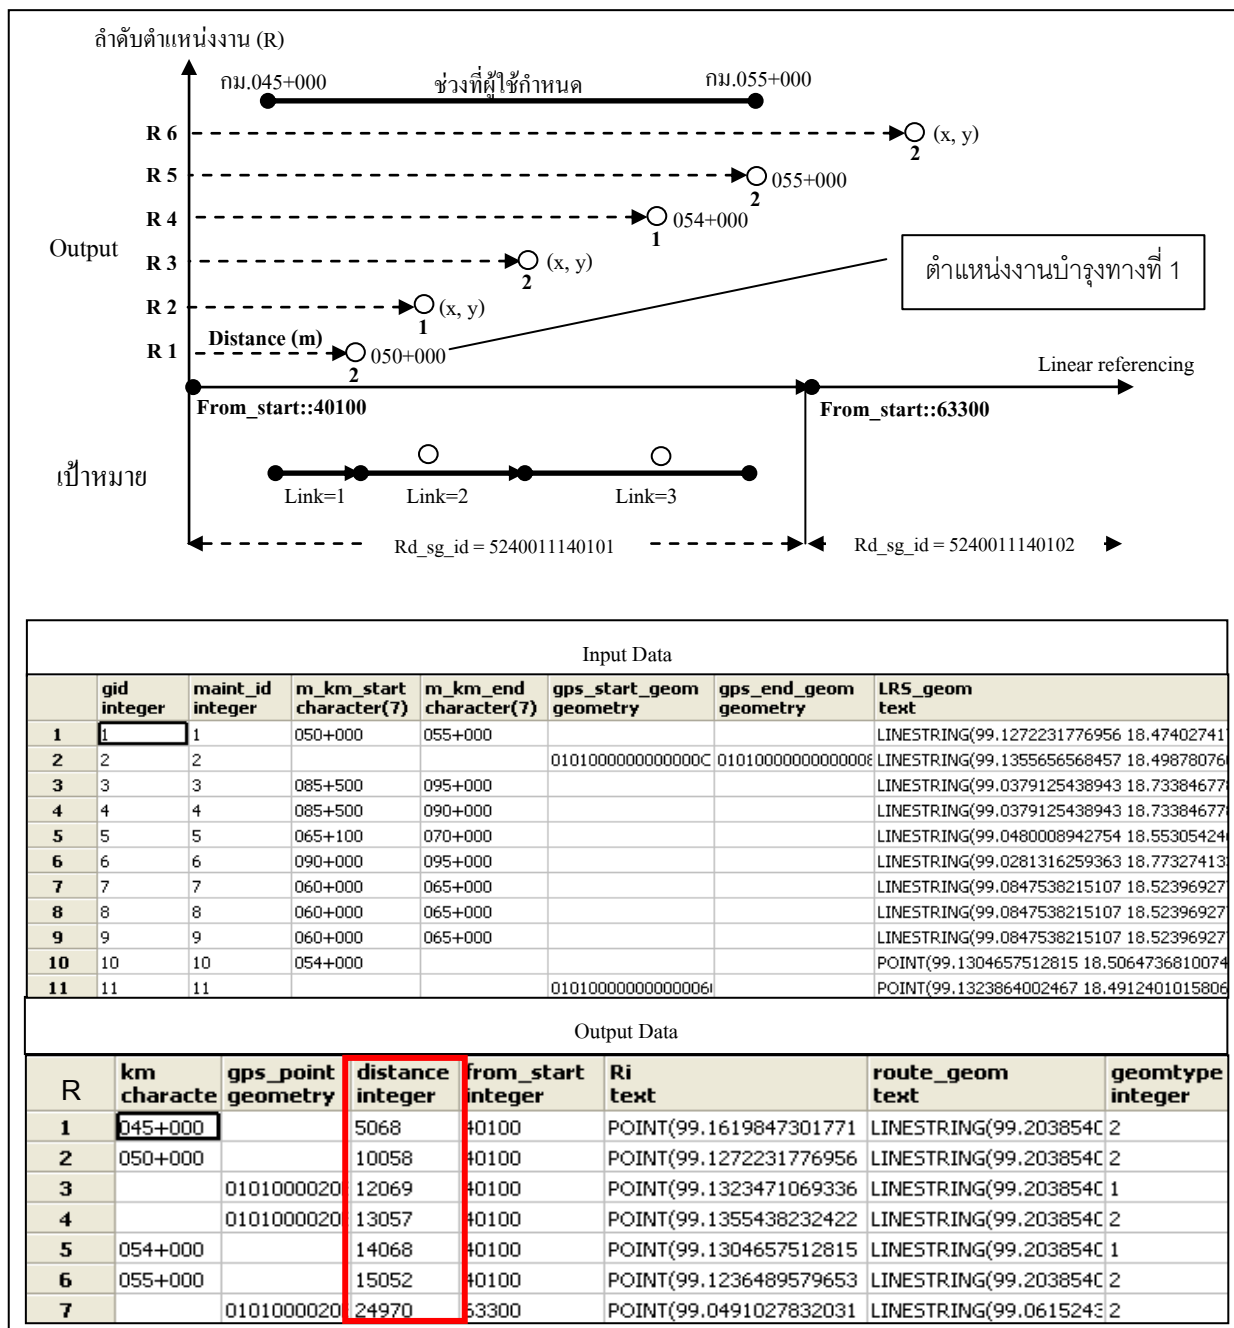 ลำดับตำแหน่งงาน (R)
กม.045+000
ช่วงที่ผู้ใช้กำหนด
กม.055+000
R 6
(x, y)
2
R 5
055+000
2
R 4
054+000
1
Output
R 3
(x, y)
2
ตำแหน่งงานบำรุงทางที่ 1
R 2
(x, y)
1
R 1
Distance (m)
050+000
2
Linear referencing
From_start::40100
From_start::63300
เป้าหมาย
Link=1
Link=2
Link=3
Rd_sg_id = 5240011140101
Rd_sg_id = 5240011140102
Input Data
gid integer
maint_id integer
m_km_start character(7)
m_km_end character(7)
gps_start_geom geometry
gps_end_geom geometry
LRS_geom text
1 1 1 050+000 055+000 LINESTRING(99.1272231776956 18.47402741
2 2 2 0101000000000000C 01010000000000008 LINESTRING(99.1355656568457 18.49878076
3 3 3 085+500 095+000 LINESTRING(99.0379125438943 18.73384677
4 4 4 085+500 090+000 LINESTRING(99.0379125438943 18.73384677
5 5 5 065+100 070+000 LINESTRING(99.0480008942754 18.55305424
6 6 6 090+000 095+000 LINESTRING(99.0281316259363 18.77327413
7 7 7 060+000 065+000 LINESTRING(99.0847538215107 18.52396927
8 8 8 060+000 065+000 LINESTRING(99.0847538215107 18.52396927
9 9 9 060+000 065+000 LINESTRING(99.0847538215107 18.52396927
10 10 10 054+000 POINT(99.1304657512815 18.5064736810074
11 11 11 010100000000000006 POINT(99.1323864002467 18.4912401015806
Output Data
R
km characte
gps_point geometry
distance integer
from_start integer
Ri text
route_geom text
geomtype integer
1 045+000 5068 40100 POINT(99.1619847301771 LINESTRING(99.203854 2
2 050+000 10058 40100 POINT(99.1272231776956 LINESTRING(99.203854 2
3 0101000020 12069 40100 POINT(99.1323471069336 LINESTRING(99.203854 1
4 0101000020 13057 40100 POINT(99.1355438232422 LINESTRING(99.203854 2
5 054+000 14068 40100 POINT(99.1304657512815 LINESTRING(99.203854 1
6 055+000 15052 40100 POINT(99.1236489579653 LINESTRING(99.203854 2
7 0101000020 24970 63300 POINT(99.0491027832031 LINESTRING(99.061524 2